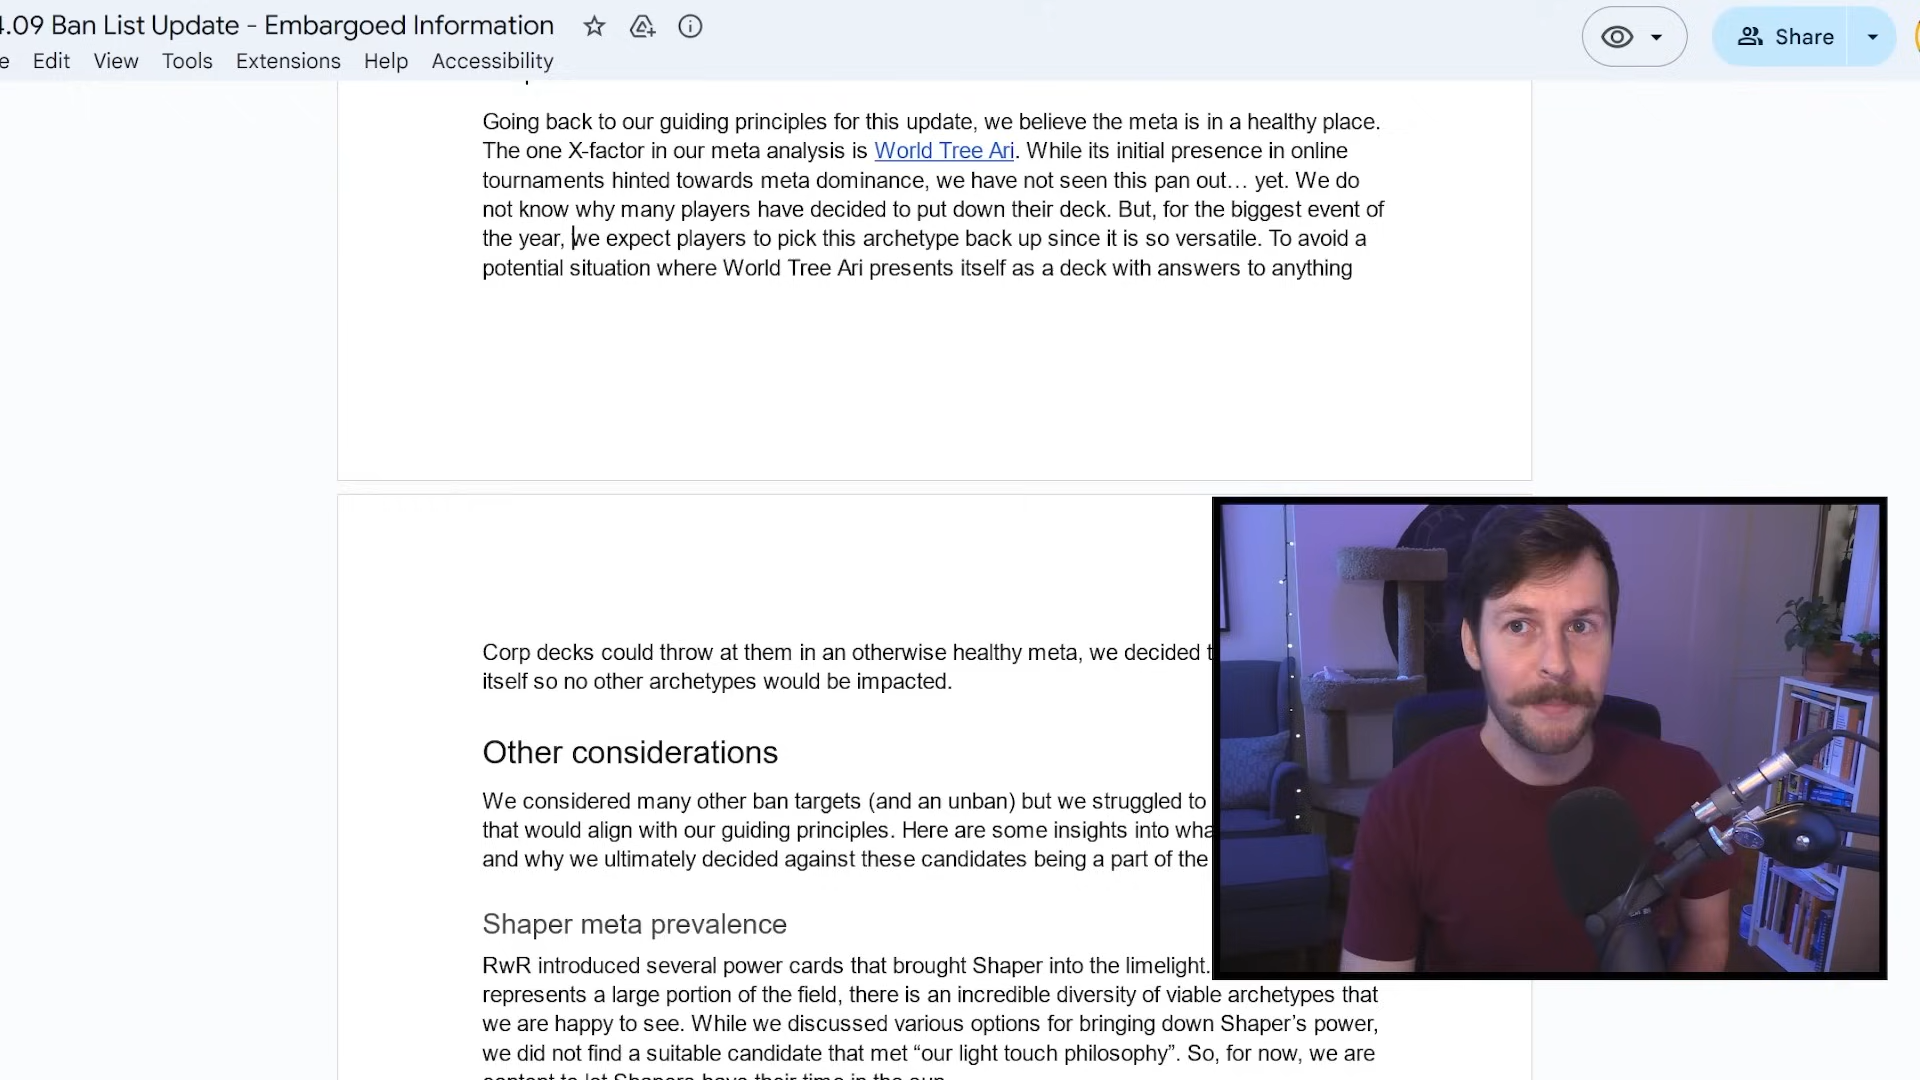 4.09 Ban List Update - Embargoed Information
Edit View Tools Extensions Help Accessibility
Share
Going back to our guiding principles for this update, we believe the meta is in a healthy place.
The one X-factor in our meta analysis is World Tree Ari. While its initial presence in online
tournaments hinted towards meta dominance, we have not seen this pan out… yet. We do
not know why many players have decided to put down their deck. But, for the biggest event of
the year, we expect players to pick this archetype back up since it is so versatile. To avoid a
potential situation where World Tree Ari presents itself as a deck with answers to anything
Corp decks could throw at them in an otherwise healthy meta, we decided t
itself so no other archetypes would be impacted.
Other considerations
We considered many other ban targets (and an unban) but we struggled to
that would align with our guiding principles. Here are some insights into wha
and why we ultimately decided against these candidates being a part of the
Shaper meta prevalence
RwR introduced several power cards that brought Shaper into the limelight.
represents a large portion of the field, there is an incredible diversity of viable archetypes that
we are happy to see. While we discussed various options for bringing down Shaper’s power,
we did not find a suitable candidate that met “our light touch philosophy”. So, for now, we are
content to let Shapers have their time in the sun